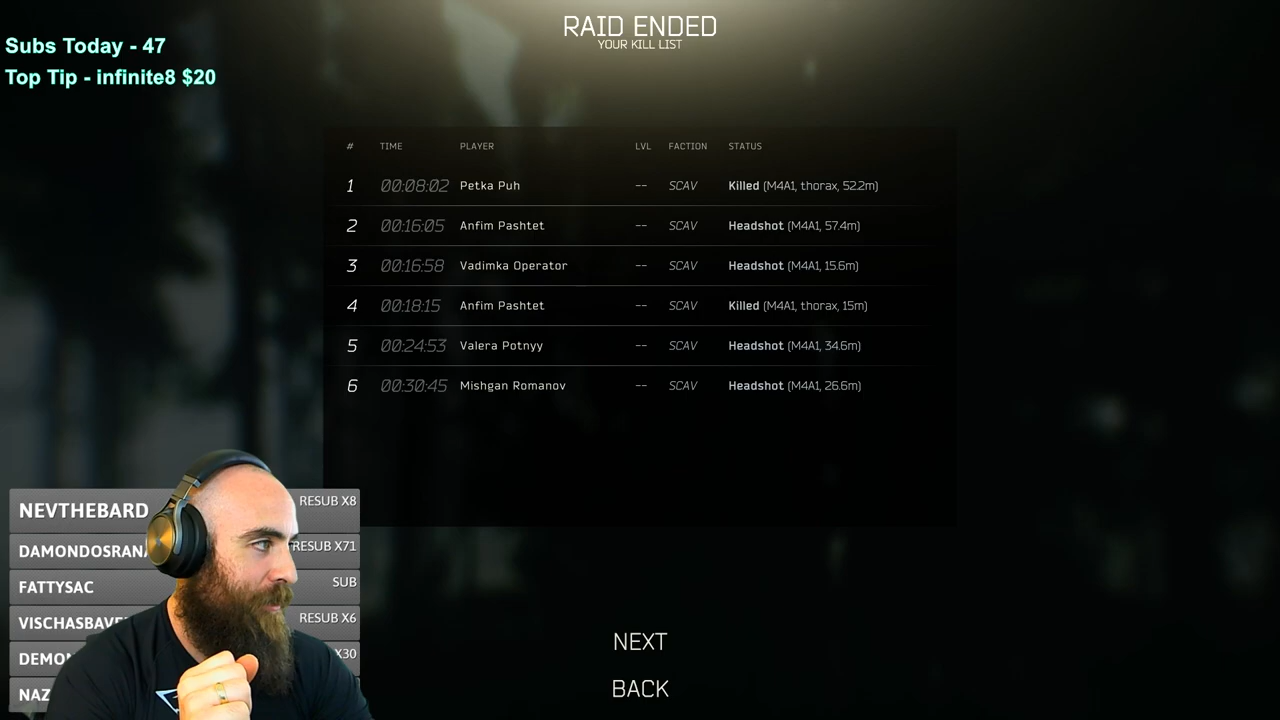 RAID ENDED
YOUR KILL LIST
Subs Today - 47
Top Tip - infinite8 $20
# TIME PLAYER LVL FACTION STATUS
1 00:08:02 Petka Puh -- SCAV Killed (M4A1, thorax, 52.2m)
2 00:16:05 Anfim Pashtet -- SCAV Headshot (M4A1, 57.4m)
3 00:16:58 Vadimka Operator -- SCAV Headshot (M4A1, 15.6m)
4 00:18:15 Anfim Pashtet -- SCAV Killed (M4A1, thorax, 15m)
5 00:24:53 Valera Potnyy -- SCAV Headshot (M4A1, 34.6m)
6 00:30:45 Mishgan Romanov -- SCAV Headshot (M4A1, 26.6m)
NEVTHEBARD RESUB X8
RESUB X71
FATTYSAC SUB
RESUB X6
X30
NEXT
BACK